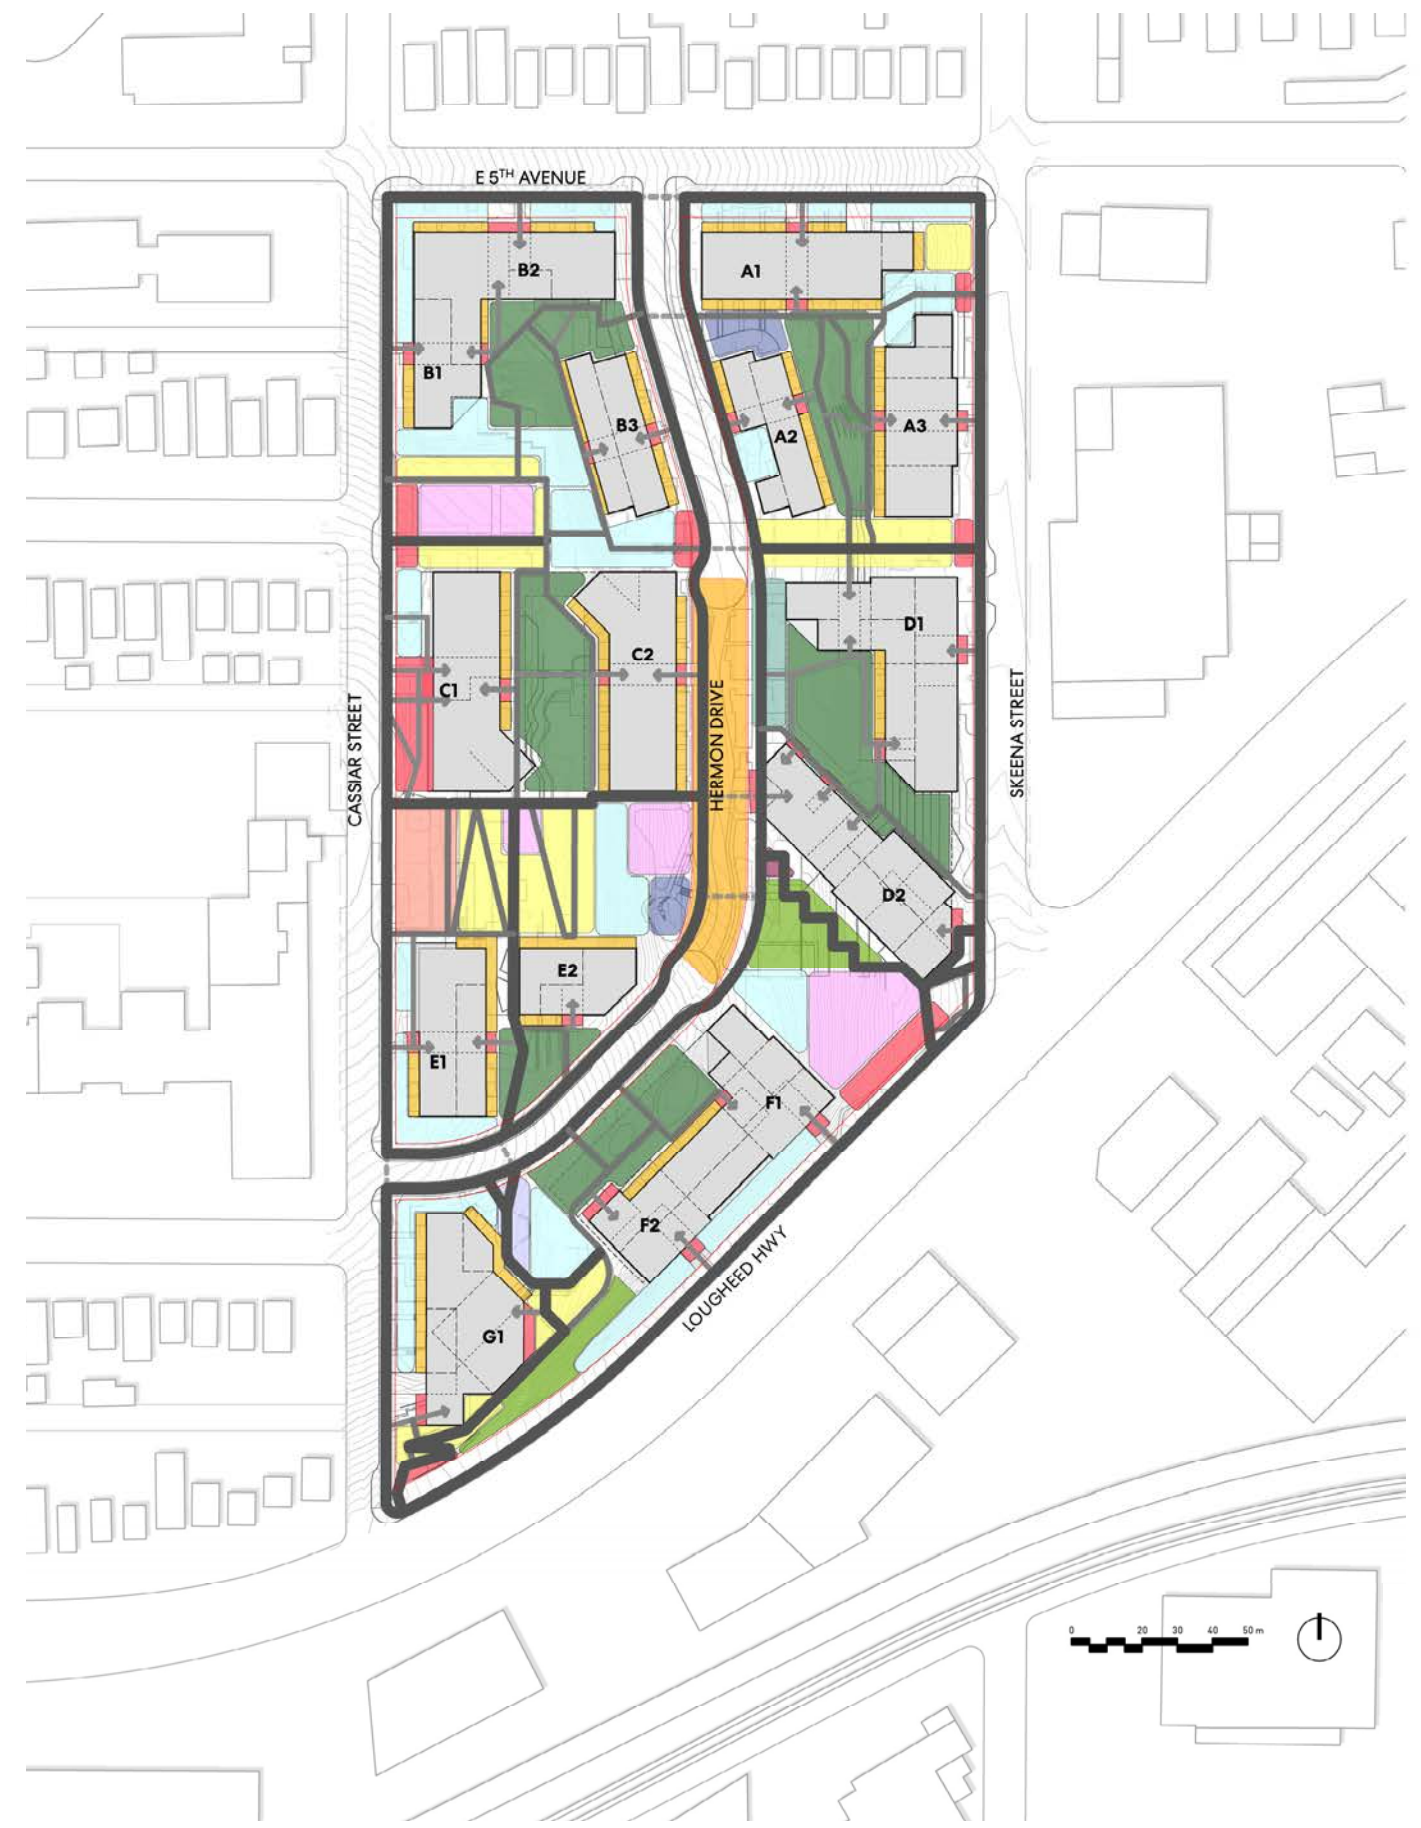 E 5TH AVENUE
B2
A1
B1
B3
A2
A3
C2
D1
C1
CASSIAR STREET
HERMON DRIVE
SKEENA STREET
D2
E2
E1
F1
F2
LOUGHEED HWY
G1
0 20 30 40 50 m